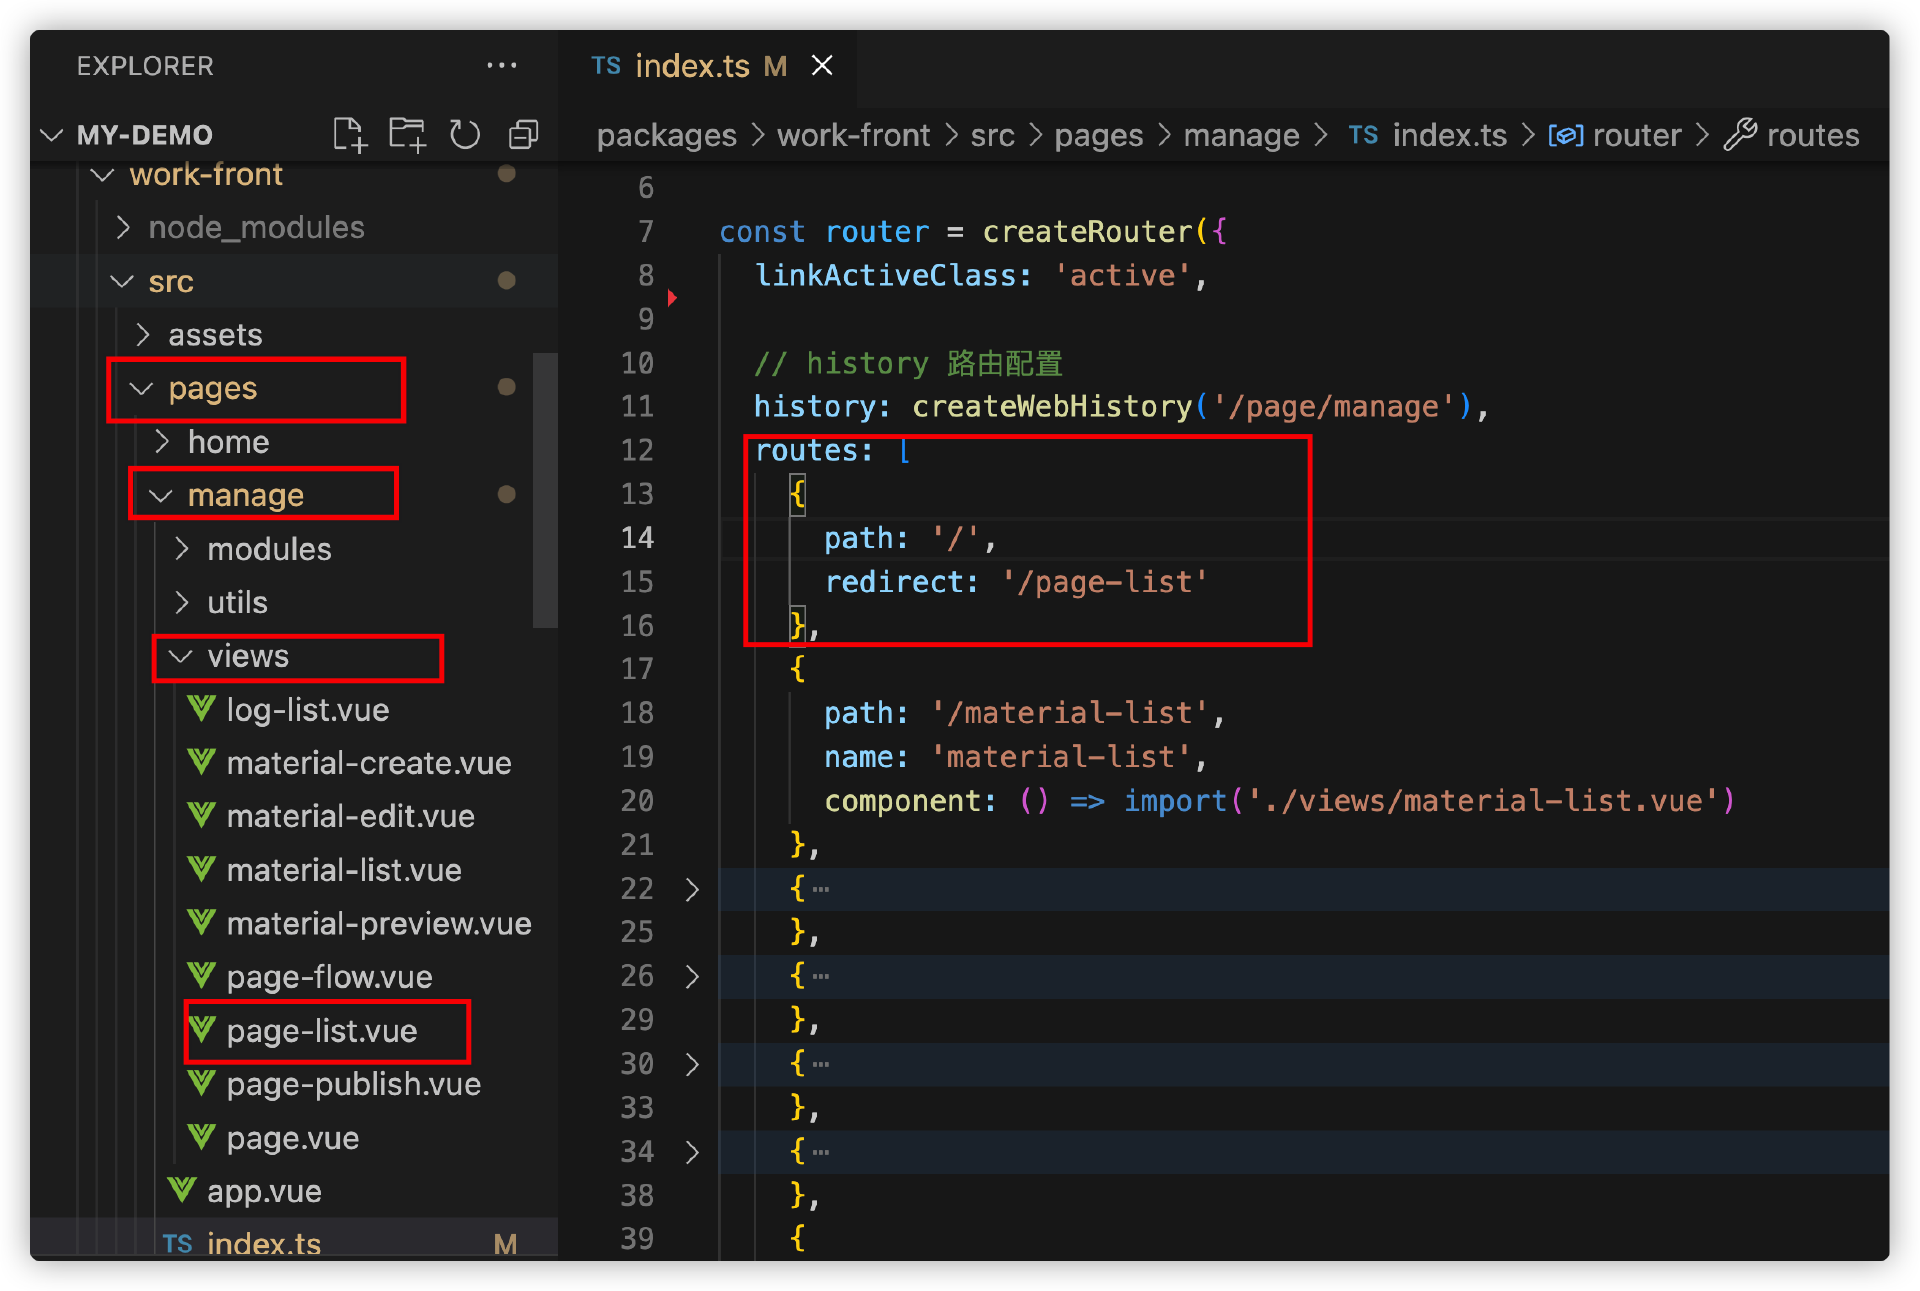 EXPLORER
MY-DEMO
work-front
node_modules
src
assets
pages
home
manage
modules
utils
views
log-list.vue
material-create.vue
material-edit.vue
material-list.vue
material-preview.vue
page-flow.vue
page-list.vue
page-publish.vue
page.vue
app.vue
TS index.ts M
TS index.ts M
packages > work-front > src > pages > manage > TS index.ts > router > routes
6
7 const router = createRouter({
8 linkActiveClass: 'active',
9
10 // history 路由配置
11 history: createWebHistory('/page/manage'),
12 routes: [
13 {
14 path: '/',
15 redirect: '/page-list'
16 },
17 {
18 path: '/material-list',
19 name: 'material-list',
20 component: () => import('./views/material-list.vue')
21 },
22 { ⋯
25 },
26 { ⋯
29 },
30 { ⋯
33 },
34 { ⋯
38 },
39 {